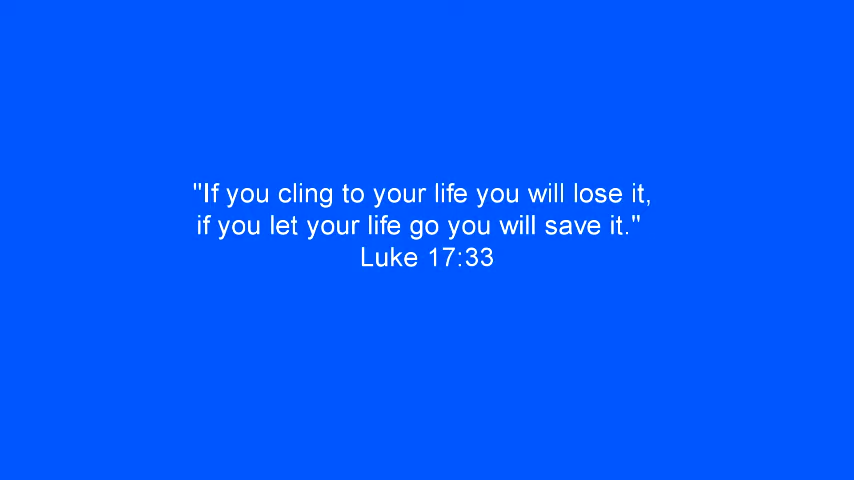 "If you cling to your life you will lose it,
if you let your life go you will save it."
Luke 17:33